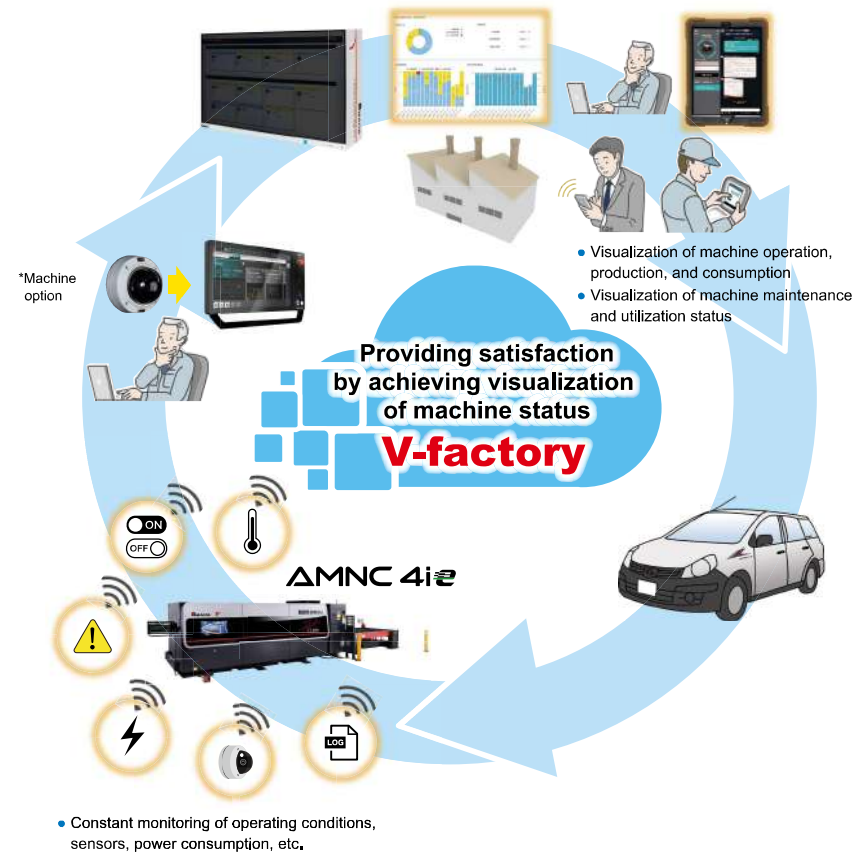 *Machine
option
• Visualization of machine operation,
production, and consumption
• Visualization of machine maintenance
and utilization status
Providing satisfaction
by achieving visualization
of machine status
V-factory
ON
OFF
AMNC 4ie
LOG
• Constant monitoring of operating conditions,
sensors, power consumption, etc.